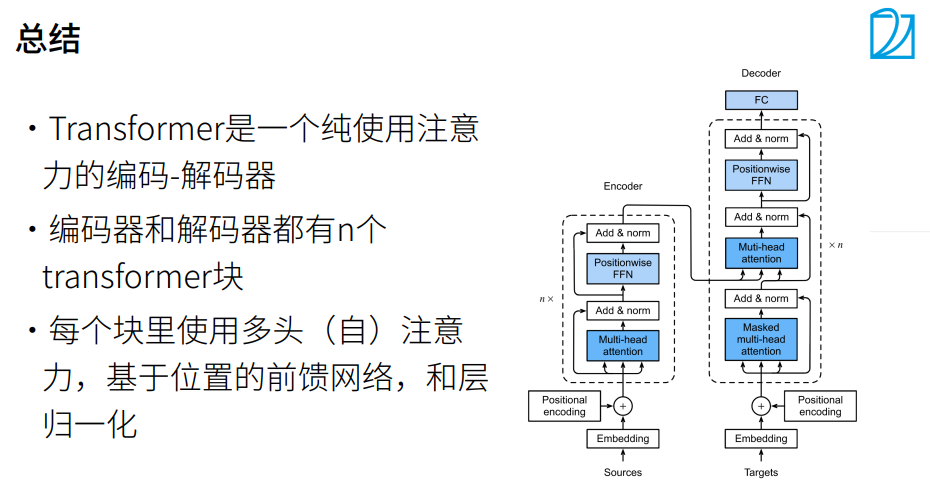 总结
• Transformer是一个纯使用注意
力的编码-解码器
• 编码器和解码器都有n个
transformer块
• 每个块里使用多头（自）注意
力，基于位置的前馈网络，和层
归一化
Encoder
Add & norm
Positionwise
FFN
n ×
Add & norm
Multi-head
attention
Positional
encoding
+
Embedding
Sources
Decoder
FC
Add & norm
Positionwise
FFN
Add & norm
× n
Muti-head
attention
Add & norm
Masked
multi-head
attention
+
Positional
encoding
Embedding
Targets